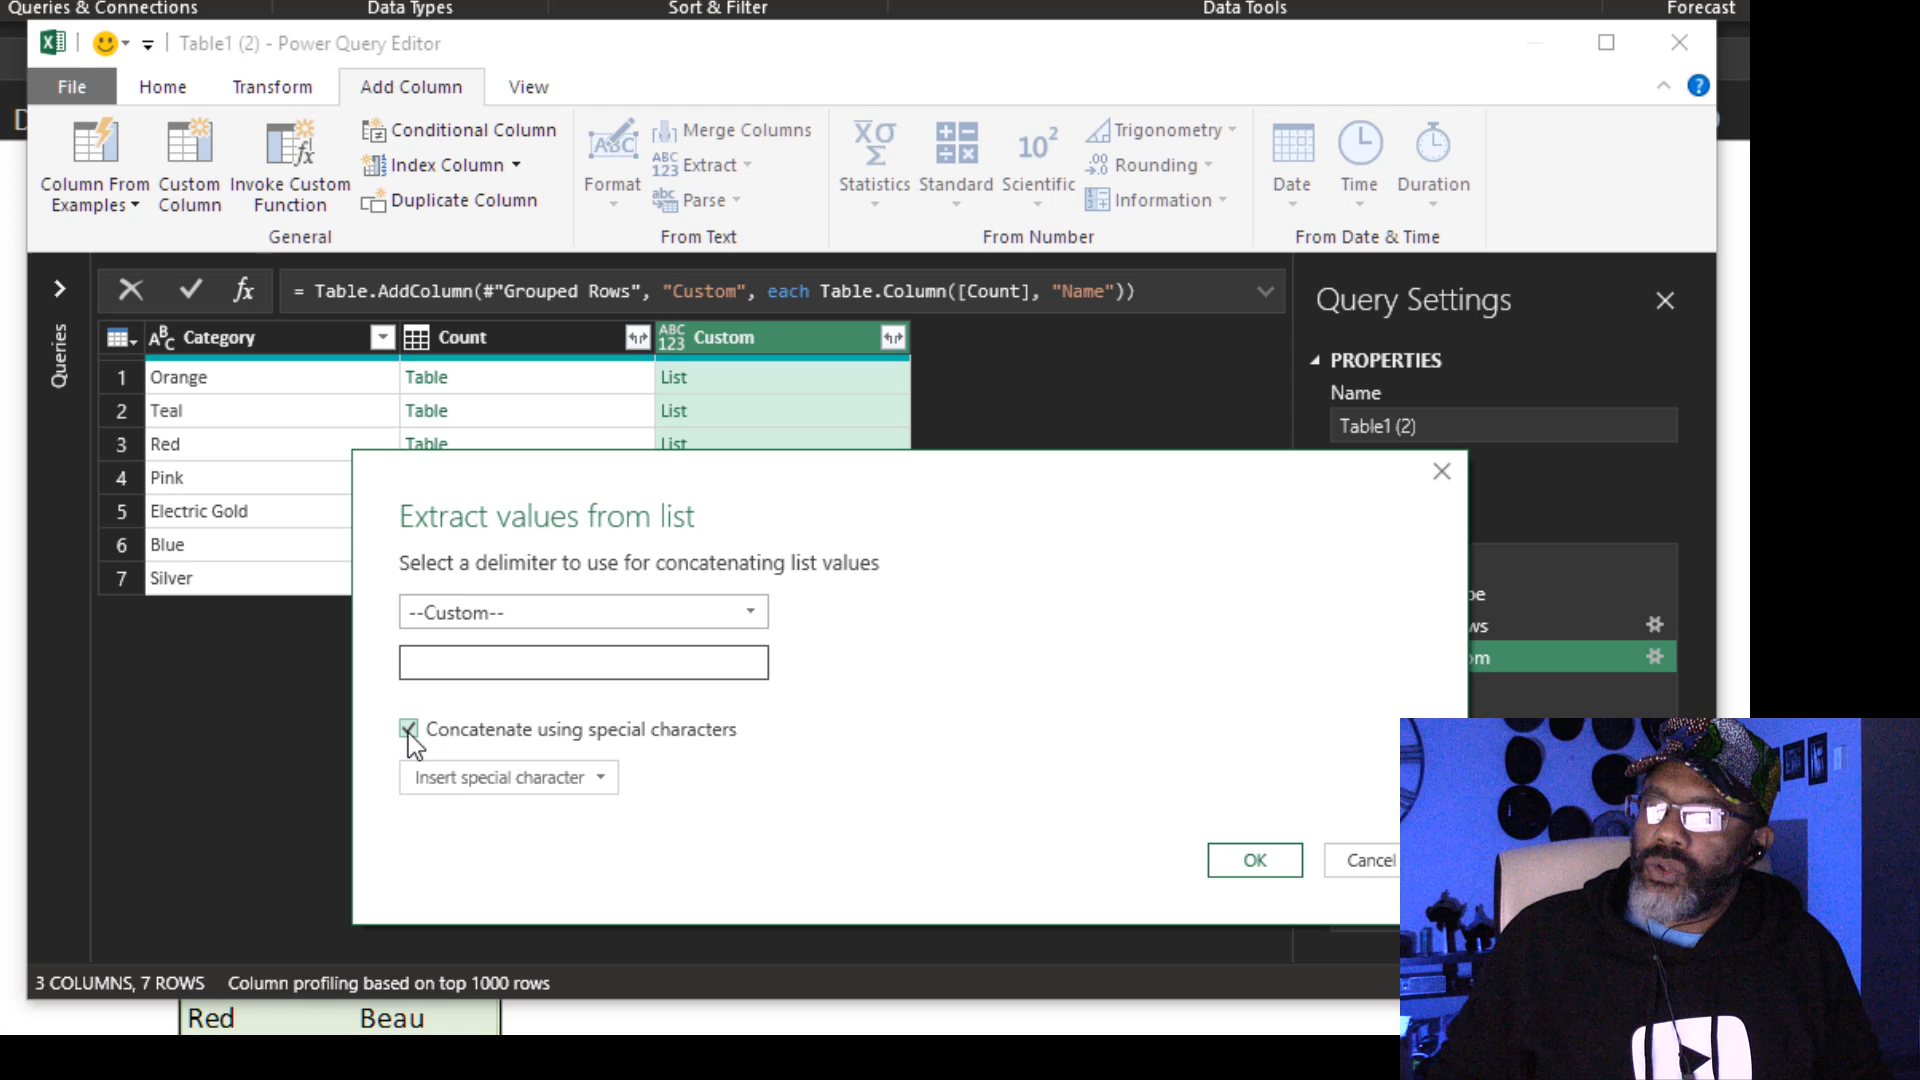 Queries & Connections
Data Types
Sort & Filter
Data Tools
Forecast
Table1 (2) - Power Query Editor
File
Home
Transform
Add Column
View
Column From Examples
Custom Column
Invoke Custom Function
Conditional Column
Index Column
Duplicate Column
General
Format
Merge Columns
Extract
Parse
From Text
Statistics
Standard
Scientific
Trigonometry
Rounding
Information
From Number
Date
Time
Duration
From Date & Time
= Table.AddColumn(#"Grouped Rows", "Custom", each Table.Column([Count], "Name"))
Queries
Category Count Custom
1 Orange Table List
2 Teal Table List
3 Red Table List
4 Pink
5 Electric Gold
6 Blue
7 Silver
Query Settings
PROPERTIES
Name
Table1 (2)
Extract values from list
Select a delimiter to use for concatenating list values
--Custom--
Concatenate using special characters
Insert special character
OK
Cancel
3 COLUMNS, 7 ROWS
Column profiling based on top 1000 rows
Red Beau